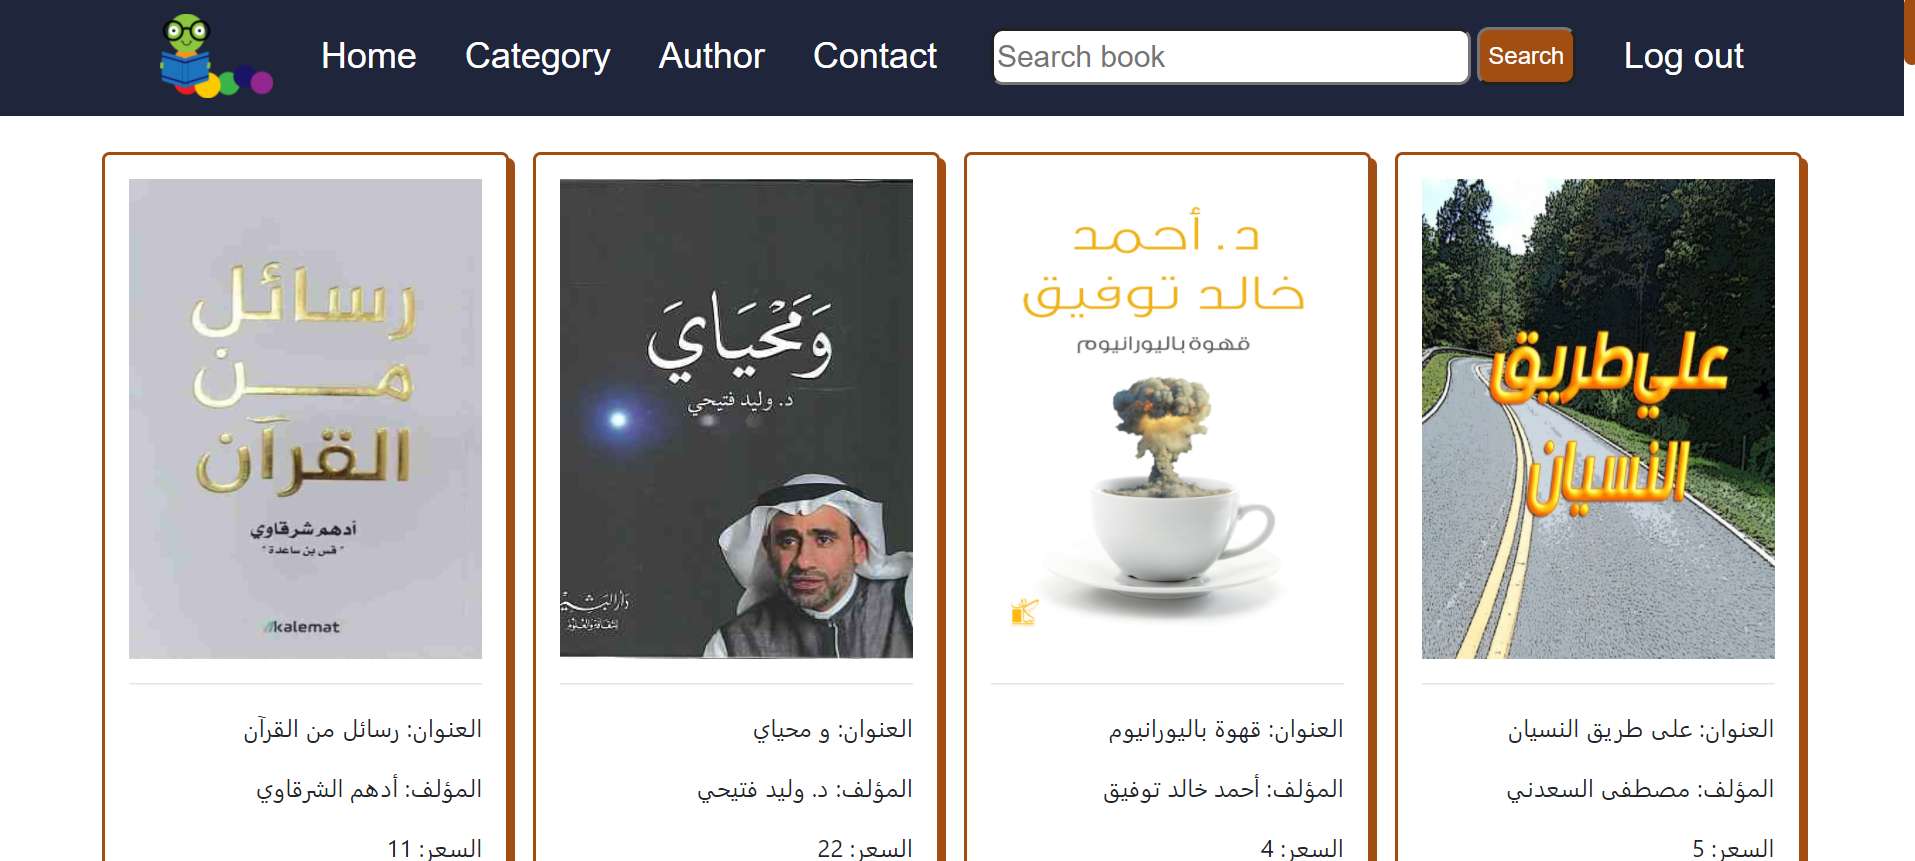 Home
Category
Author
Contact
Search book
Search
Log out
رسائل
من
القرآن
أدهم شرقاوي
" قس بن ساعدة "
kalemat
العنوان: رسائل من القرآن
المؤلف: أدهم الشرقاوي
السعر: 11
وَمَحْيَايَ
د. وليد فتيحي
دار البشير
للثقافة والعلوم
العنوان: و محياي
المؤلف: د. وليد فتيحي
السعر: 22
د. أحمد
خالد توفيق
قهوة باليورانيوم
العنوان: قهوة باليورانيوم
المؤلف: أحمد خالد توفيق
السعر: 4
علي طريق
النسيان
العنوان: على طريق النسيان
المؤلف: مصطفى السعدني
السعر: 5